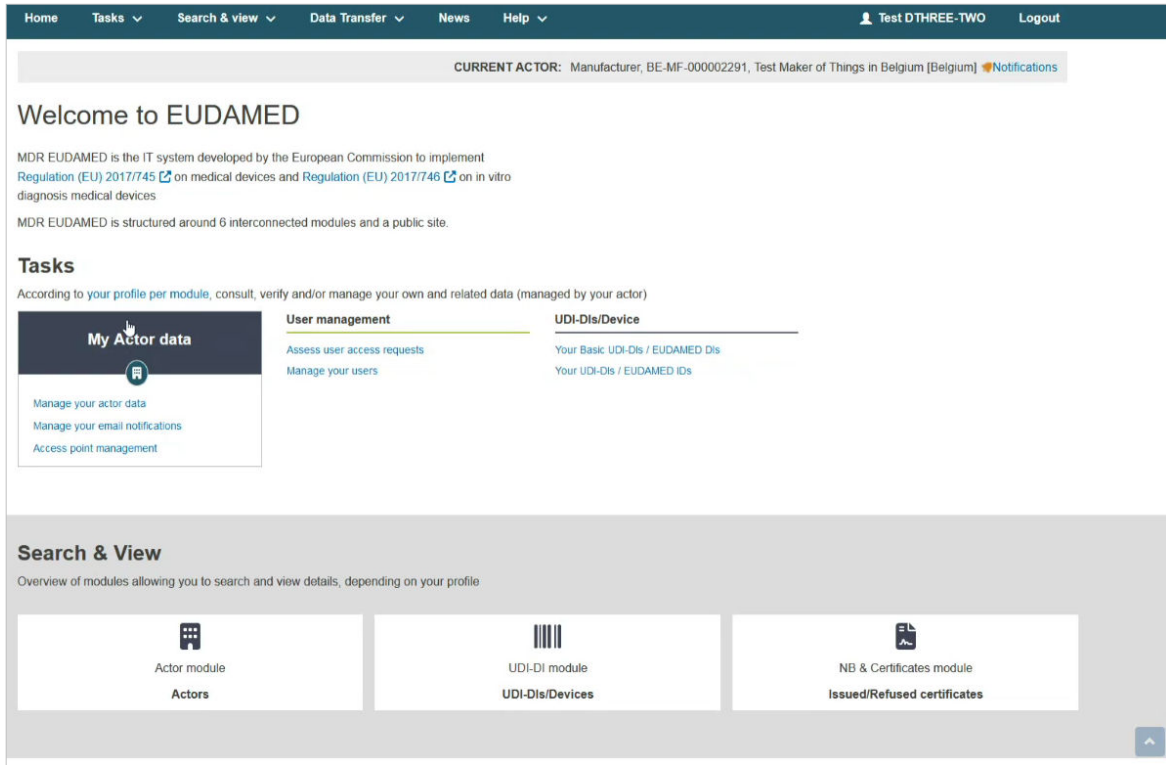 Home Tasks Search & view Data Transfer News Help Test DTHREE-TWO Logout
CURRENT ACTOR: Manufacturer, BE-MF-000002291, Test Maker of Things in Belgium [Belgium] Notifications
Welcome to EUDAMED
MDR EUDAMED is the IT system developed by the European Commission to implement
Regulation (EU) 2017/745 on medical devices and Regulation (EU) 2017/746 on in vitro
diagnosis medical devices
MDR EUDAMED is structured around 6 interconnected modules and a public site.
Tasks
According to your profile per module, consult, verify and/or manage your own and related data (managed by your actor)
My Actor data
Manage your actor data
Manage your email notifications
Access point management
User management
Assess user access requests
Manage your users
UDI-DIs/Device
Your Basic UDI-DIs / EUDAMED DIs
Your UDI-DIs / EUDAMED IDs
Search & View
Overview of modules allowing you to search and view details, depending on your profile
Actor module
Actors
UDI-DI module
UDI-DIs/Devices
NB & Certificates module
Issued/Refused certificates